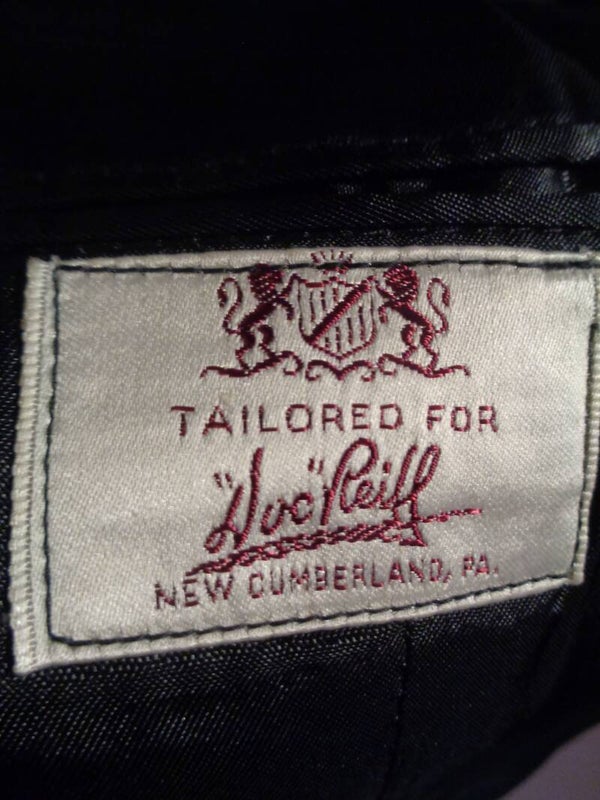 TAILORED FOR
"Doc" Reiff
NEW CUMBERLAND, PA.